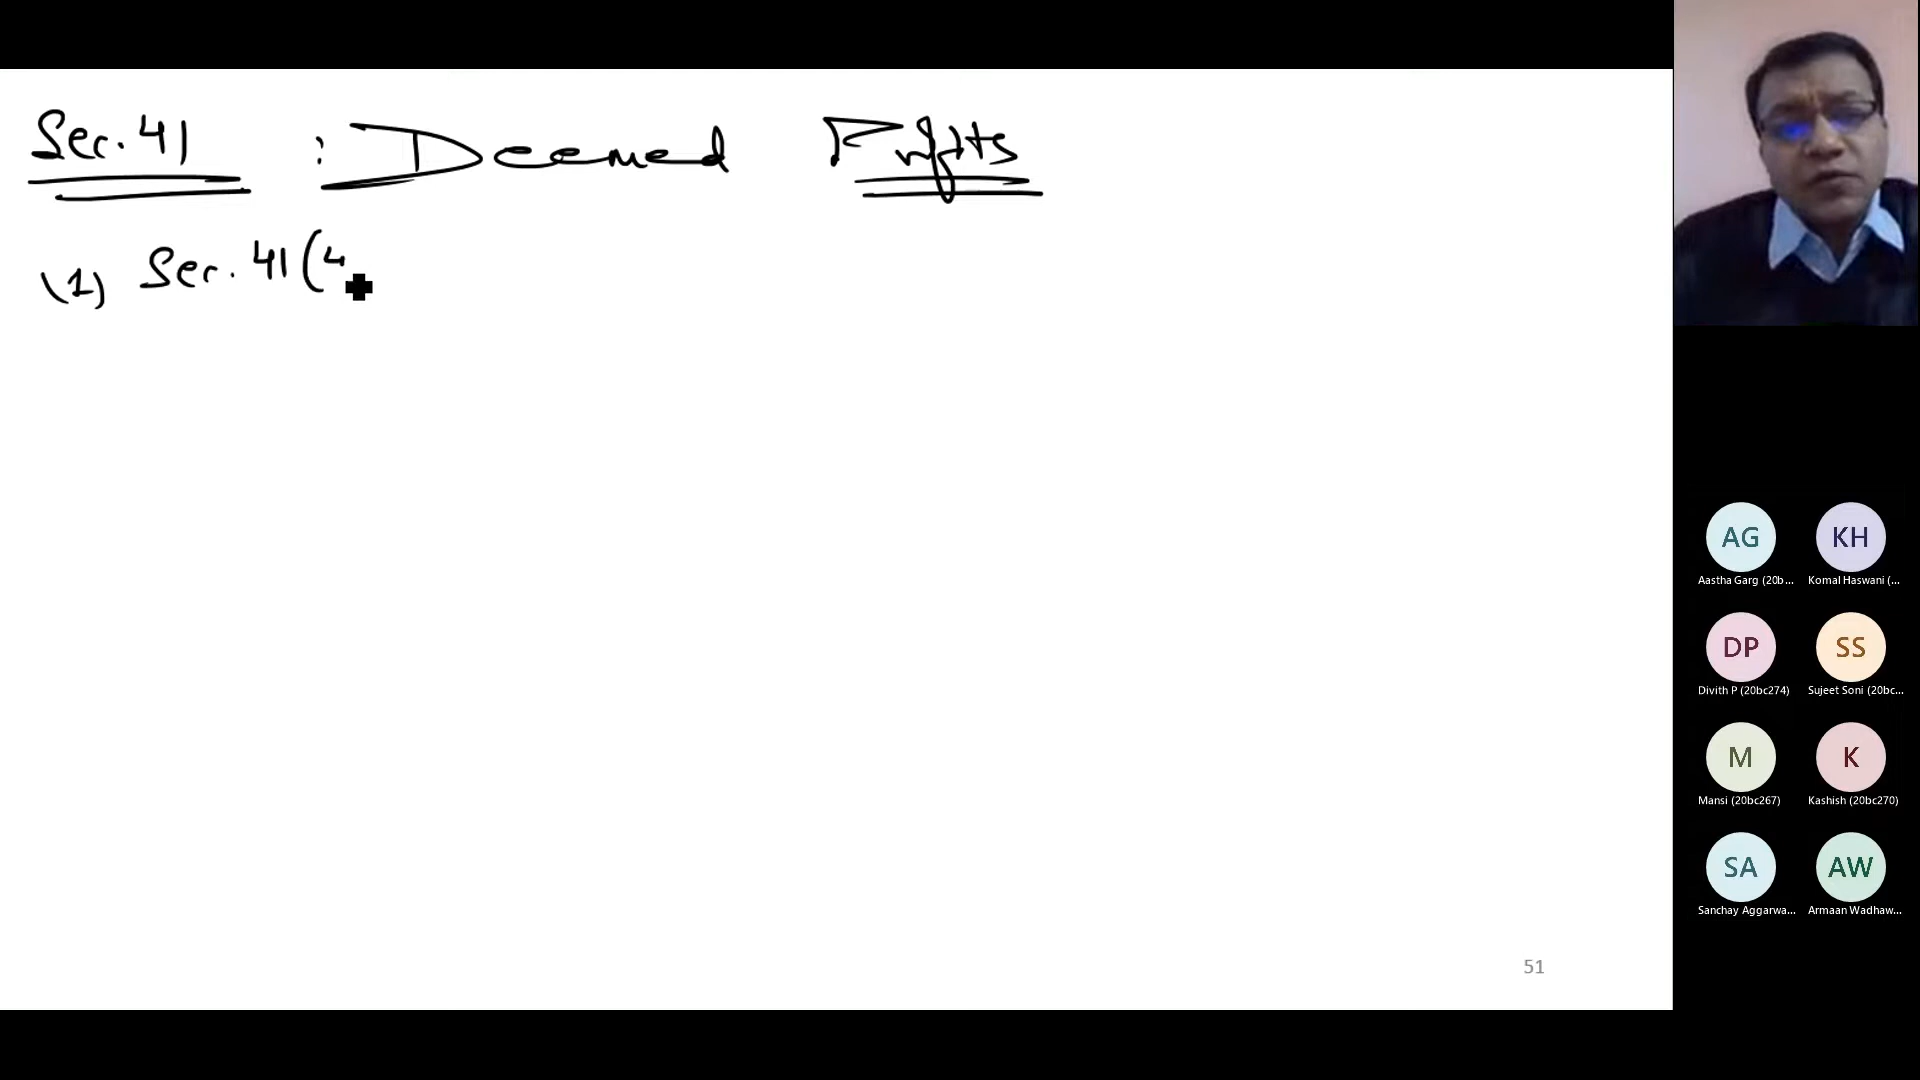 Sec. 41 : Deemed Profits
(1) Sec. 41(4
51
AG KH
Aastha Garg (20b... Komal Haswani (...
DP SS
Divith P (20bc274) Sujeet Soni (20bc...
M K
Mansi (20bc267) Kashish (20bc270)
SA AW
Sanchay Aggarwa... Armaan Wadhaw...